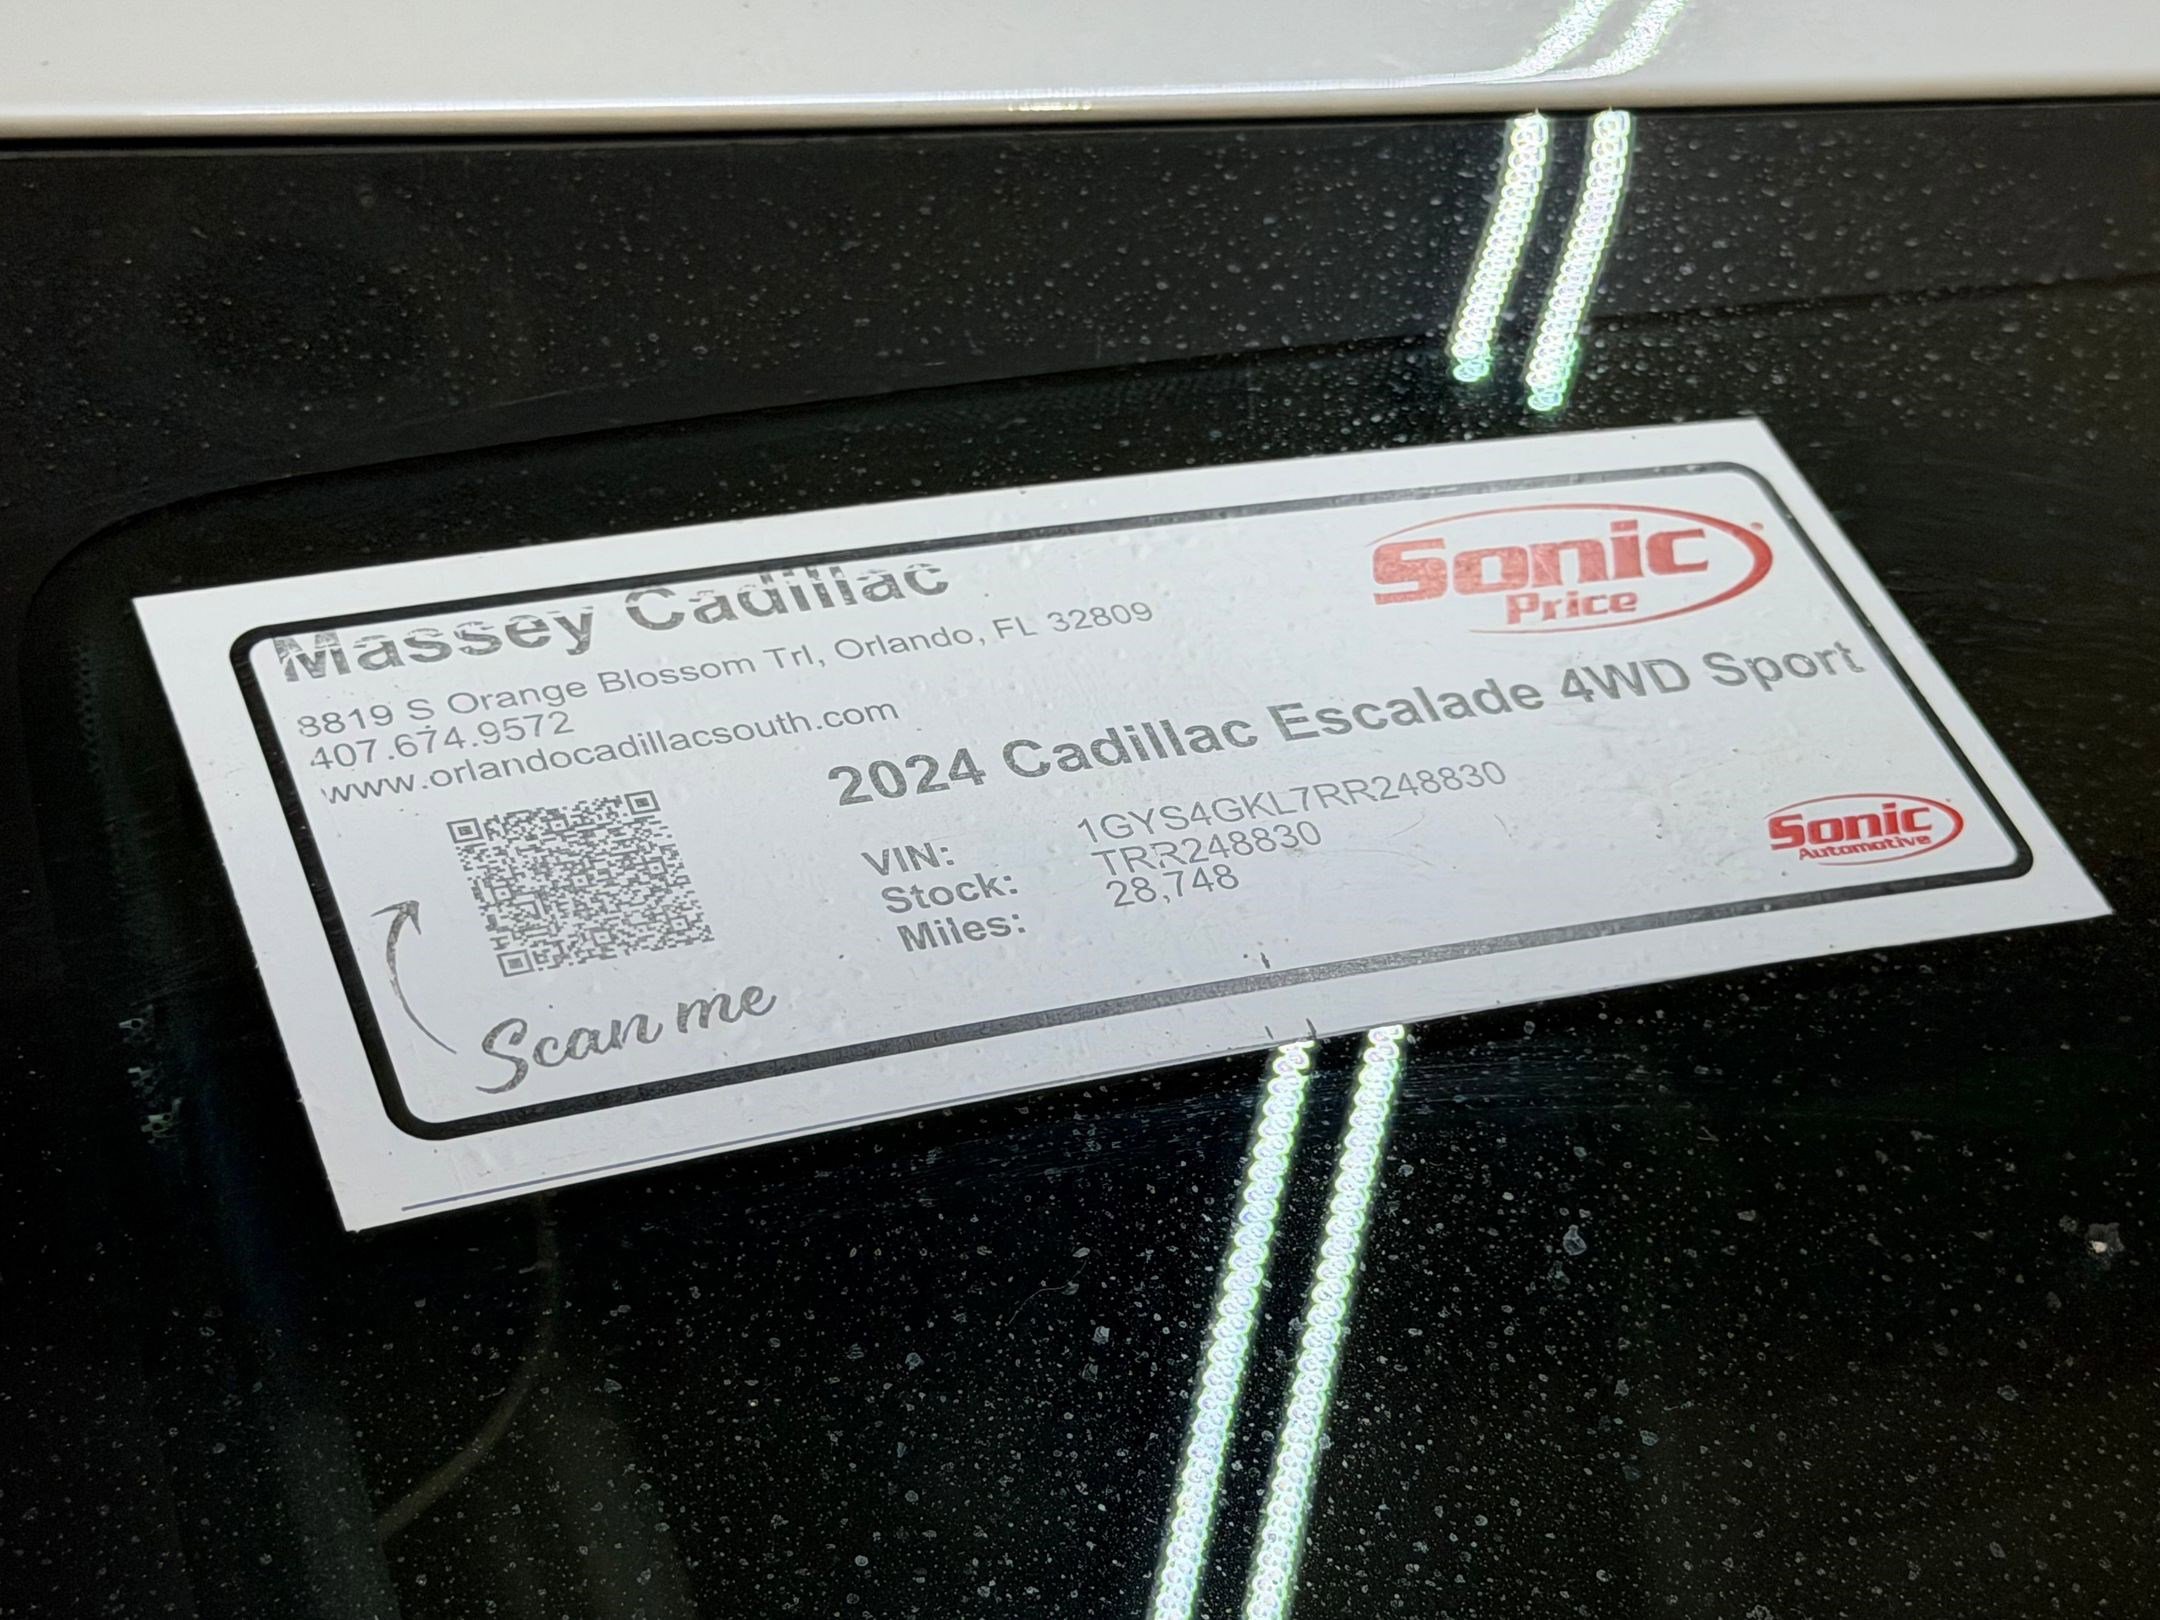 Massey Cadillac
8819 S Orange Blossom Trl, Orlando, FL 32809
407.674.9572
www.orlandocadillacsouth.com
Sonic
Price
2024 Cadillac Escalade 4WD Sport
VIN: 1GYS4GKL7RR248830
Stock: TRR248830
Miles: 28,748
Scan me
Sonic
Automotive